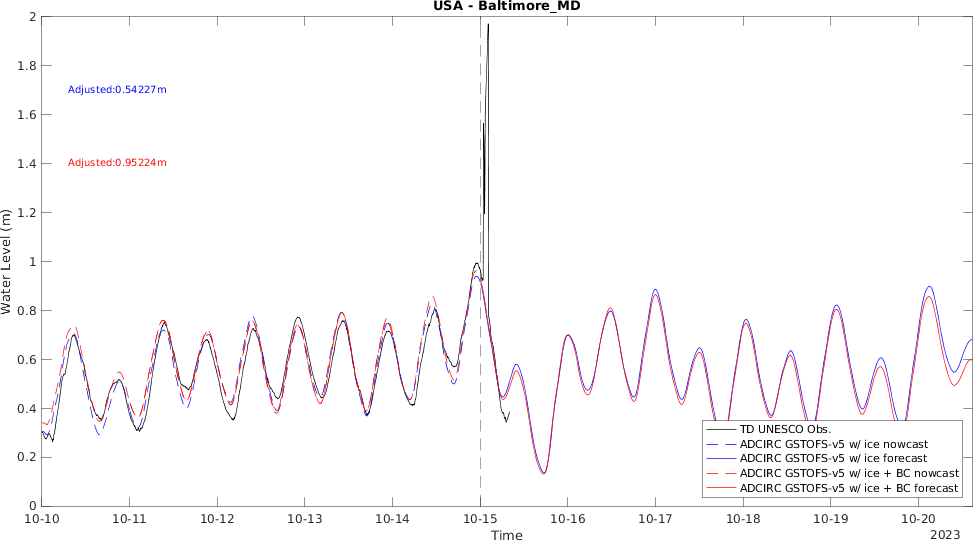 USA - Baltimore_MD
2
1.8
1.6
1.4
1.2
1
0.8
0.6
0.4
0.2
0
Water Level (m)
Adjusted:0.54227m
Adjusted:0.95224m
TD UNESCO Obs.
ADCIRC GSTOFS-v5 w/ ice nowcast
ADCIRC GSTOFS-v5 w/ ice forecast
ADCIRC GSTOFS-v5 w/ ice + BC nowcast
ADCIRC GSTOFS-v5 w/ ice + BC forecast
10-10 10-11 10-12 10-13 10-14 10-15 10-16 10-17 10-18 10-19 10-20
Time
2023